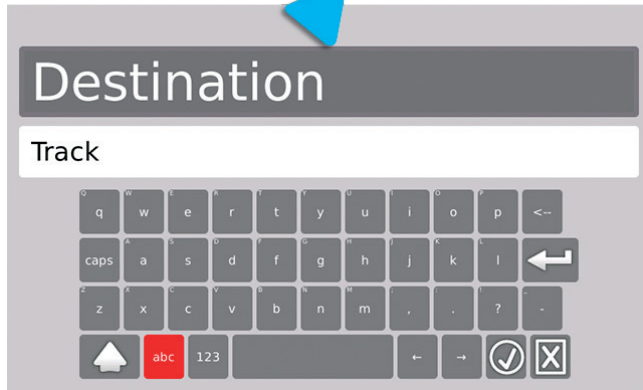 Destination
Track
Q W E R T Y U I O P
q w e r t y u i o p <--
A S D F G H J K L
caps a s d f g h j k l
Z X C V B N M ; : ! _
z x c v b n m , . ? -
abc 123 ← →